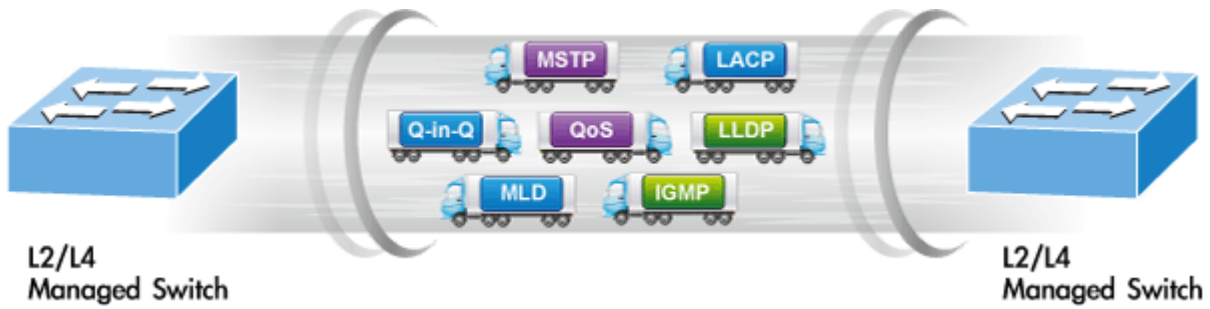 MSTP
LACP
Q-in-Q
QoS
LLDP
MLD
IGMP
L2/L4
Managed Switch
L2/L4
Managed Switch